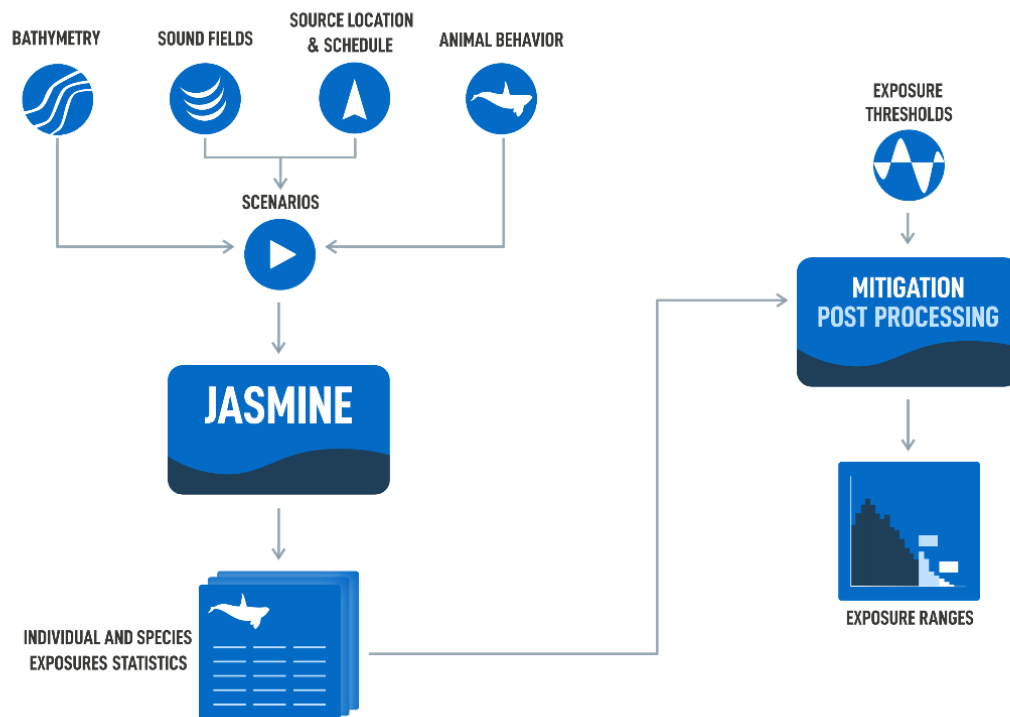 BATHYMETRY
SOUND FIELDS
SOURCE LOCATION
& SCHEDULE
ANIMAL BEHAVIOR
EXPOSURE
THRESHOLDS
SCENARIOS
MITIGATION
POST PROCESSING
JASMINE
INDIVIDUAL AND SPECIES
EXPOSURES STATISTICS
EXPOSURE RANGES